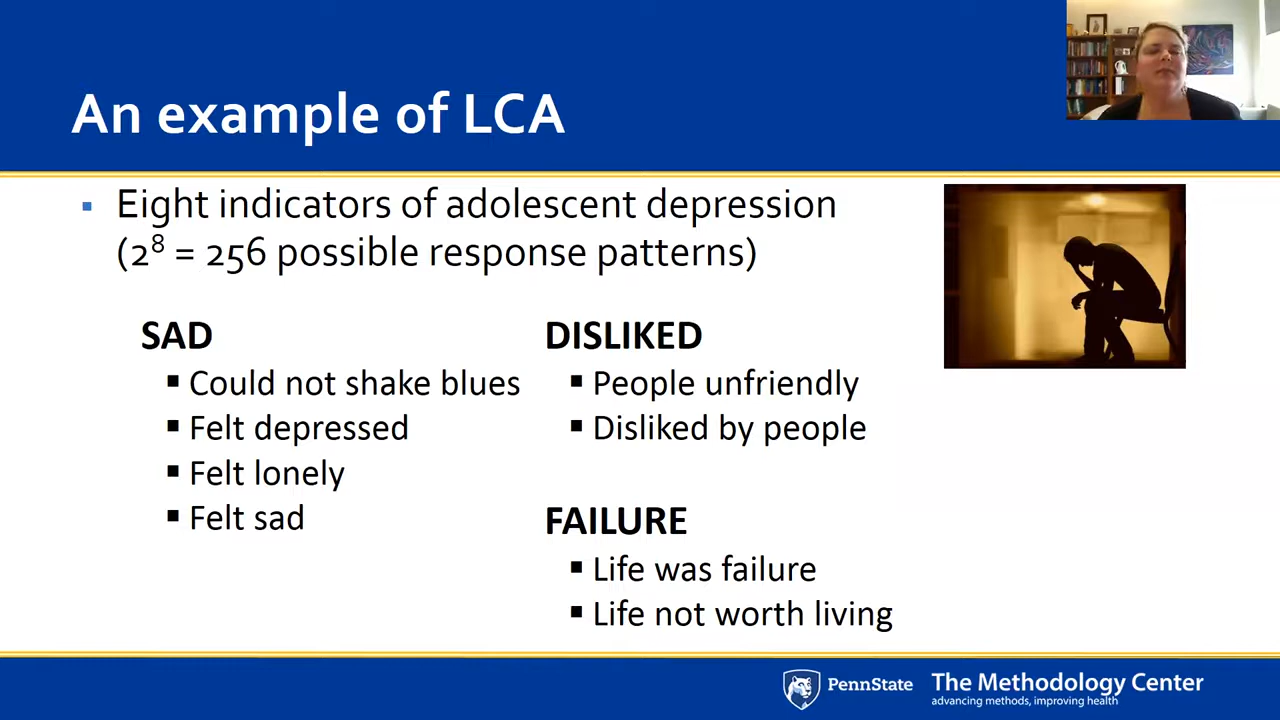 An example of LCA
▪ Eight indicators of adolescent depression
(2⁸ = 256 possible response patterns)
SAD
▪ Could not shake blues
▪ Felt depressed
▪ Felt lonely
▪ Felt sad
DISLIKED
▪ People unfriendly
▪ Disliked by people
FAILURE
▪ Life was failure
▪ Life not worth living
PennState
The Methodology Center
advancing methods, improving health